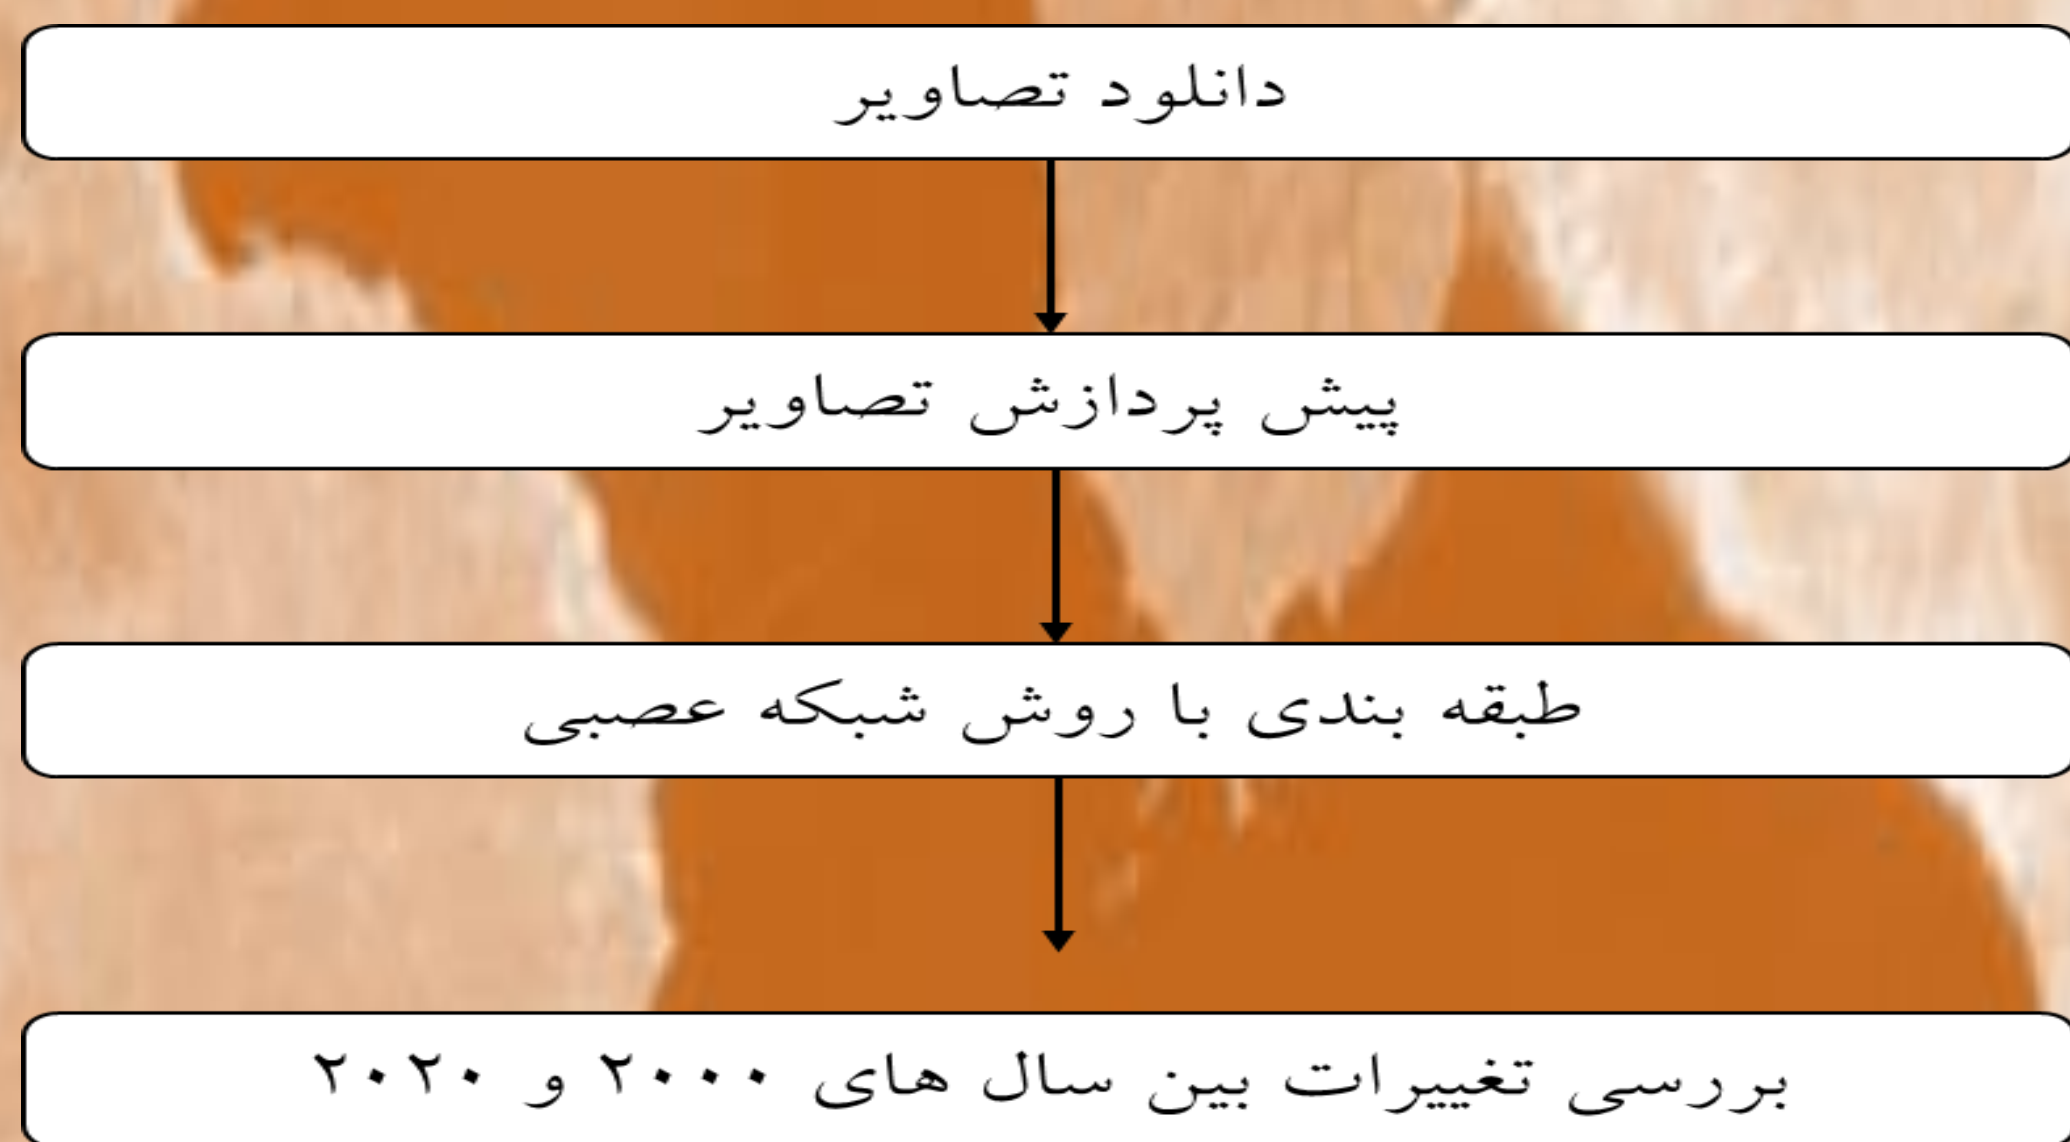 دانلود تصاویر
پیش پردازش تصاویر
طبقه بندی با روش شبکه عصبی
بررسی تغییرات بین سال های ۲۰۰۰ و ۲۰۲۰